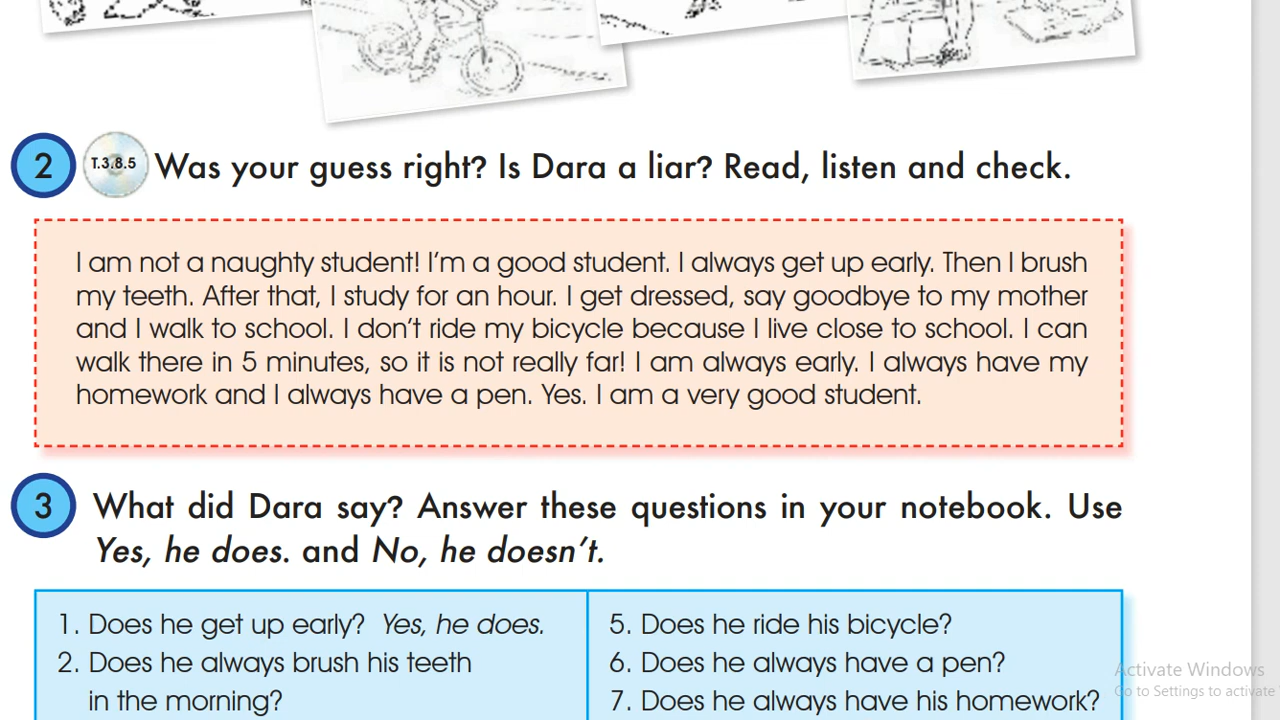 2 T.3.8.5 Was your guess right? Is Dara a liar? Read, listen and check.
I am not a naughty student! I'm a good student. I always get up early. Then I brush
my teeth. After that, I study for an hour. I get dressed, say goodbye to my mother
and I walk to school. I don't ride my bicycle because I live close to school. I can
walk there in 5 minutes, so it is not really far! I am always early. I always have my
homework and I always have a pen. Yes. I am a very good student.
3 What did Dara say? Answer these questions in your notebook. Use
Yes, he does. and No, he doesn't.
1. Does he get up early? Yes, he does.
2. Does he always brush his teeth
in the morning?
5. Does he ride his bicycle?
6. Does he always have a pen?
7. Does he always have his homework?
Activate Windows
Go to Settings to activate